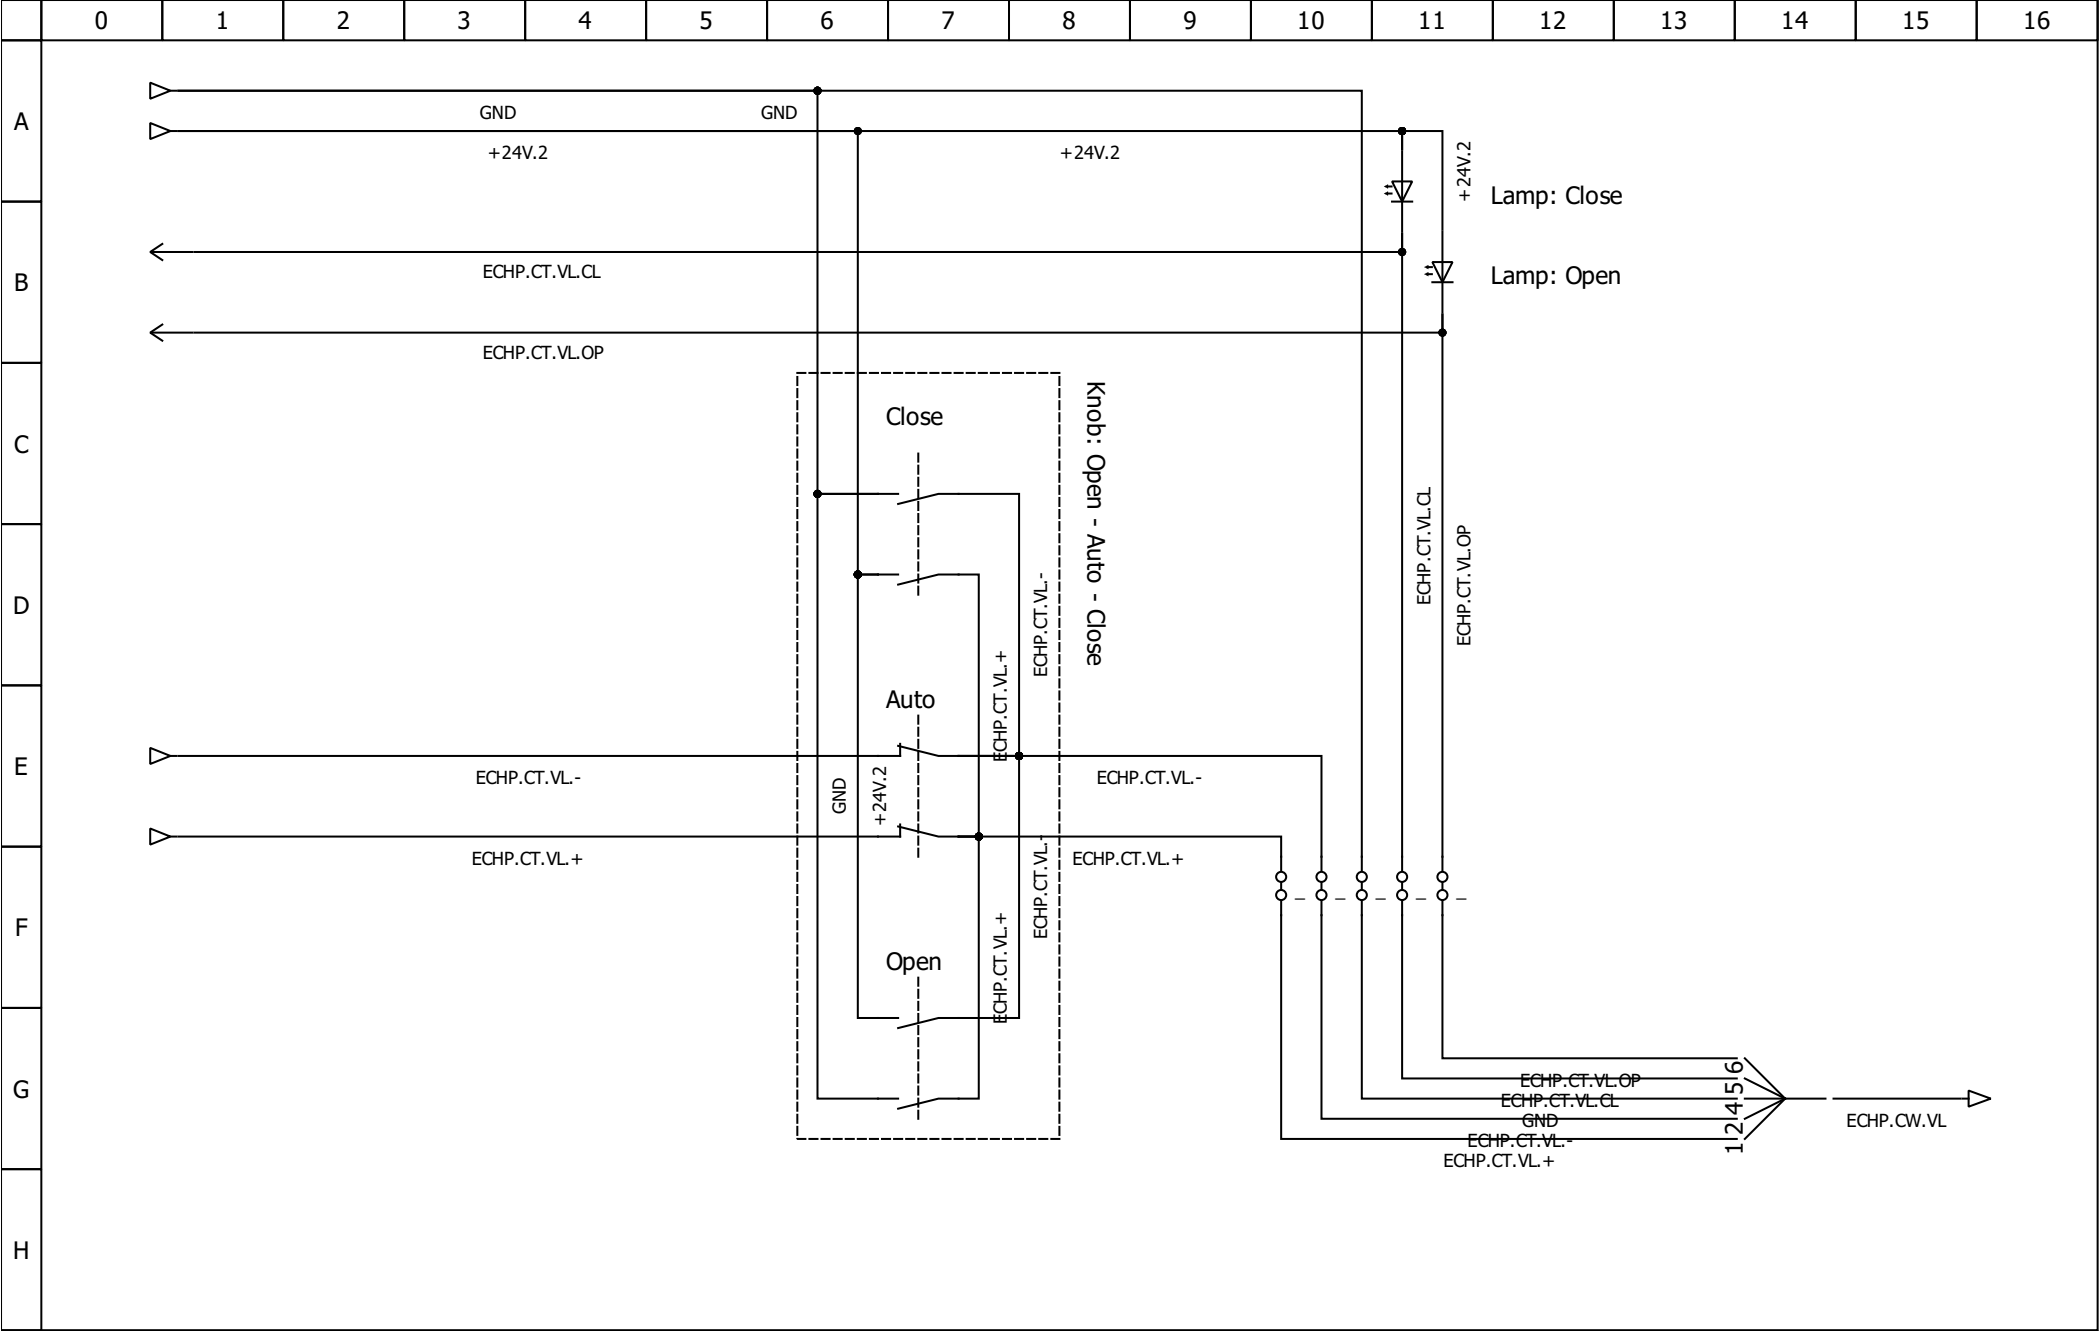 0 1 2 3 4 5 6 7 8 9 10 11 12 13 14 15 16
A
GND GND
+24V.2 +24V.2
+24V.2
Lamp: Close
B
ECHP.CT.VL.CL
Lamp: Open
ECHP.CT.VL.OP
C
Close
Knob: Open - Auto - Close
ECHP.CT.VL.CL
ECHP.CT.VL.OP
D
ECHP.CT.VL.-
ECHP.CT.VL.+
Auto
E
ECHP.CT.VL.-
GND
+24V.2
ECHP.CT.VL.-
ECHP.CT.VL.+
ECHP.CT.VL.-
ECHP.CT.VL.+
_ _ _ _ _
F
ECHP.CT.VL.+
Open
G
ECHP.CT.VL.OP
ECHP.CT.VL.CL
GND
ECHP.CT.VL.-
ECHP.CT.VL.+
6
5
4
2
1
ECHP.CW.VL
H